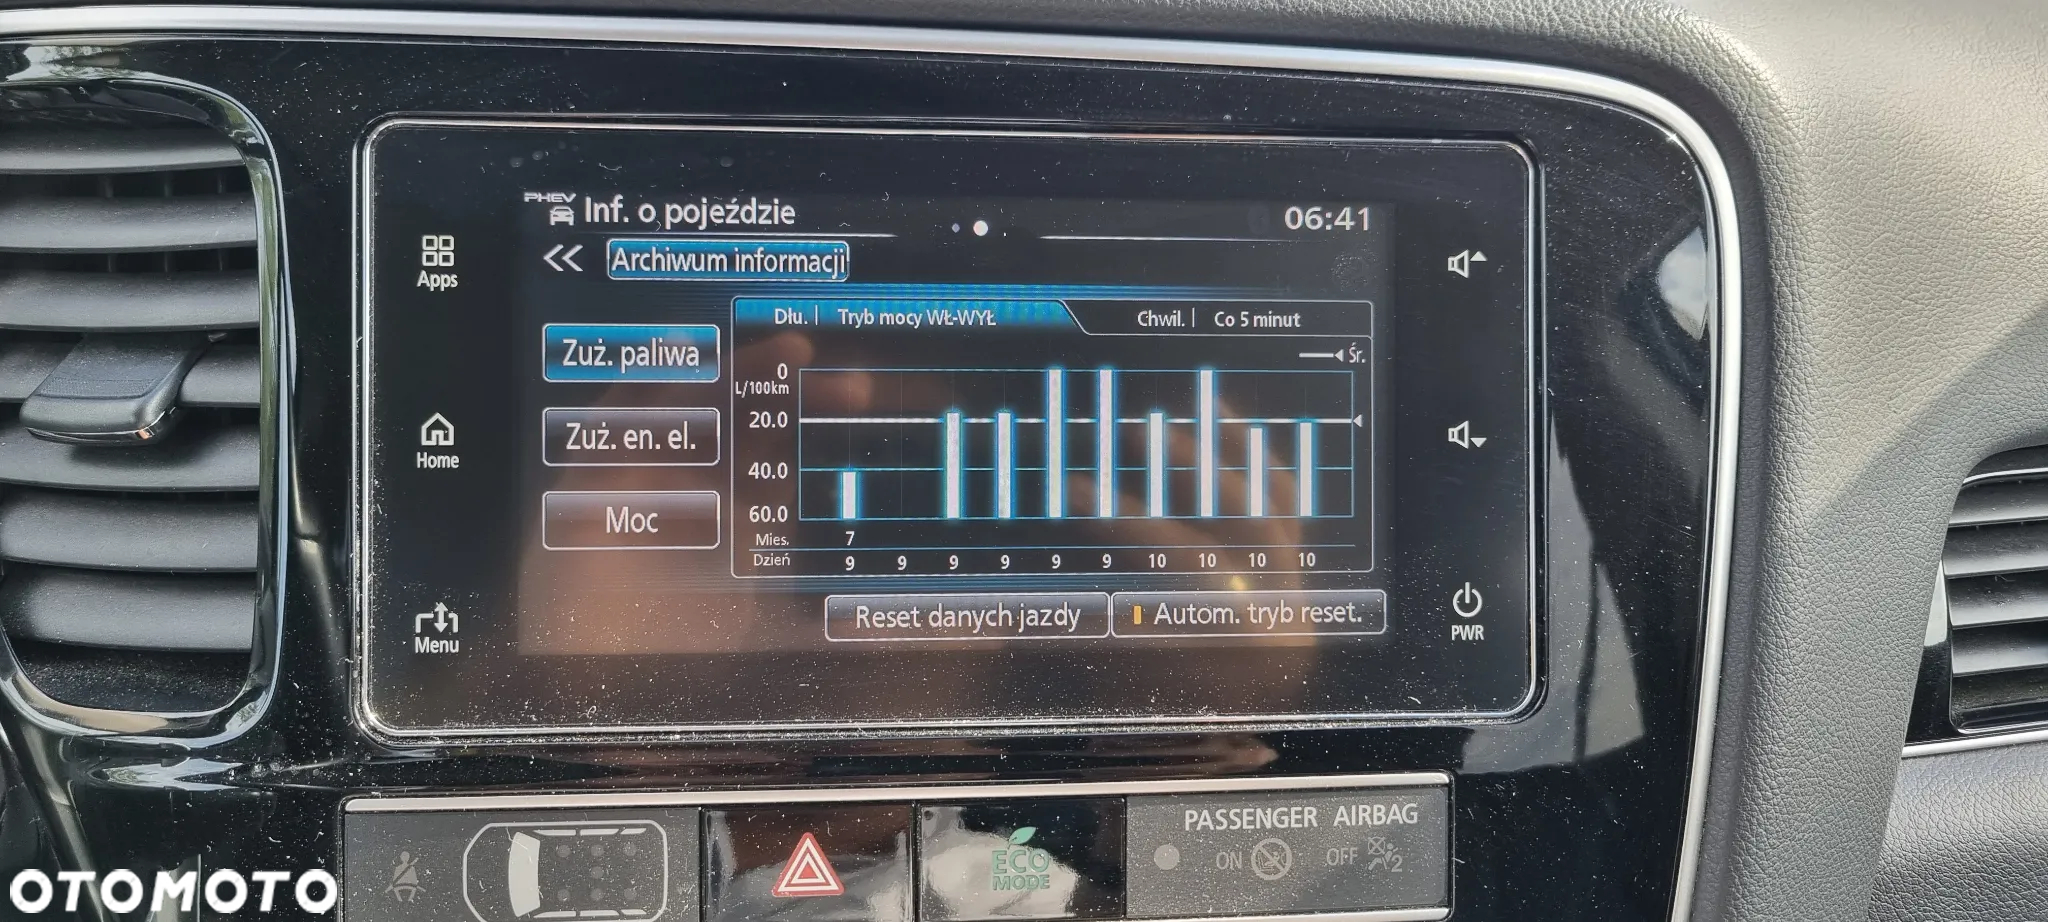 PHEV Inf. o pojeździe 06:41
Archiwum informacji
Apps
Home
Menu
Zuż. paliwa
Zuż. en. el.
Moc
Dłu. Tryb mocy WŁ-WYŁ Chwil. Co 5 minut
Śr.
0
L/100km
20.0
40.0
60.0
Mies. 7
Dzień 9 9 9 9 9 9 10 10 10 10
Reset danych jazdy Autom. tryb reset.
PWR
PASSENGER AIRBAG
ON OFF 2
ECO
MODE
OTOMOTO